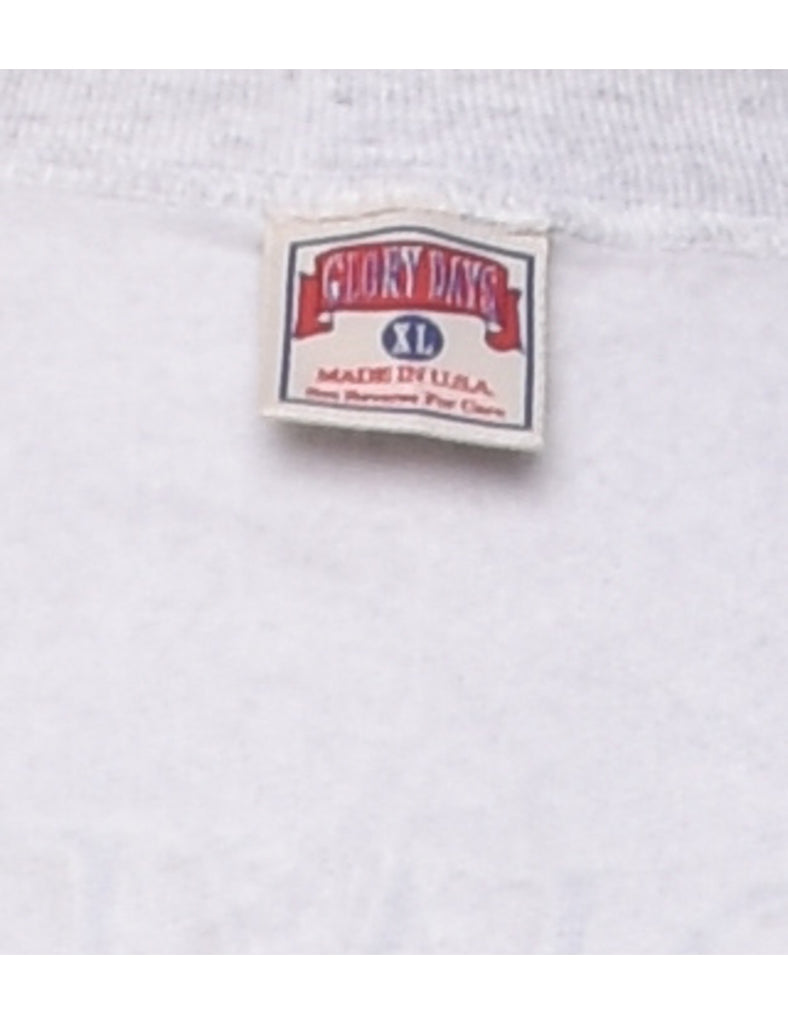 GLORY DAYS
XL
MADE IN U.S.A.
See Reverse For Care